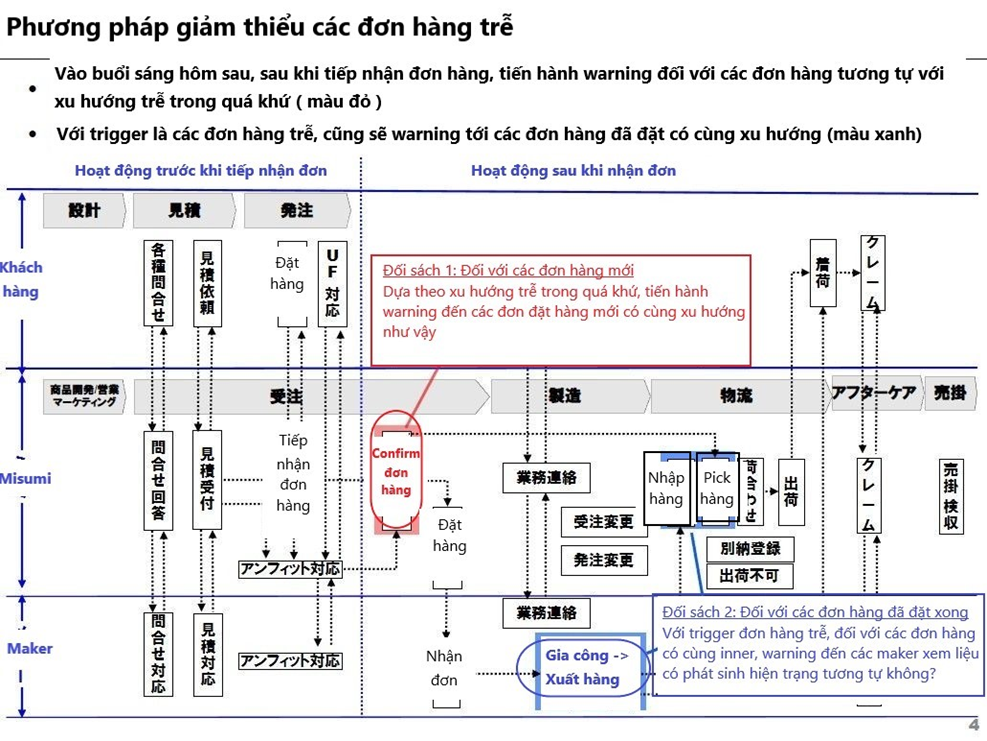 Phương pháp giảm thiểu các đơn hàng trễ
Vào buổi sáng hôm sau, sau khi tiếp nhận đơn hàng, tiến hành warning đối với các đơn hàng tương tự với
xu hướng trễ trong quá khứ ( màu đỏ )
Với trigger là các đơn hàng trễ, cũng sẽ warning tới các đơn hàng đã đặt có cùng xu hướng (màu xanh)
Hoạt động trước khi tiếp nhận đơn
Hoạt động sau khi nhận đơn
設計
見積
発注
Khách
hàng
各種問合せ
見積依頼
Đặt
hàng
UF対応
Đối sách 1: Đối với các đơn hàng mới
Dựa theo xu hướng trễ trong quá khứ, tiến hành
warning đến các đơn đặt hàng mới có cùng xu hướng
như vậy
着荷
クレーム
商品開発/営業
マーケティング
受注
製造
物流
アフターケア
売掛
Misumi
問合せ回答
見積受付
Tiếp
nhận đơn
hàng
Confirm
đơn
hàng
Đặt
hàng
業務連絡
受注変更
発注変更
Nhập
hàng
Pick
hàng
荷合わせ
出荷
別納登録
出荷不可
クレーム
売掛検収
アンフィット対応
Maker
問合せ対応
見積対応
アンフィット対応
Nhận
đơn
業務連絡
Gia công ->
Xuất hàng
Đối sách 2: Đối với các đơn hàng đã đặt xong
Với trigger đơn hàng trễ, đối với các đơn hàng
có cùng inner, warning đến các maker xem liệu
có phát sinh hiện trạng tương tự không?
4